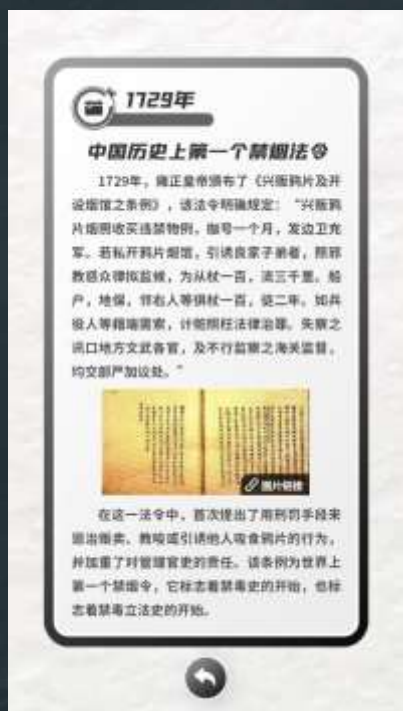 1729年
中国历史上第一个禁烟法令
1729年，雍正皇帝颁布了《兴贩鸦片及开
设烟馆之条例》，该法令明确规定：“兴贩鸦
片烟照收买违禁物例，枷号一个月，发边卫充
军。若私开鸦片烟馆，引诱良家子弟者，照邪
教惑众律拟监候，为从杖一百，流三千里。船
户，地保，邻右人等俱杖一百，徒二年。如兵
役人等藉端需索，计赃照枉法律治罪。失察之
汛口地方文武各官，及不行监察之海关监督，
均交部严加议处。”
图片链接
在这一法令中，首次提出了用刑罚手段来
惩治贩卖、教唆或引诱他人吸食鸦片的行为，
并加重了对管理官吏的责任。该条例为世界上
第一个禁烟令，它标志着禁毒史的开始，也标
志着禁毒立法史的开始。